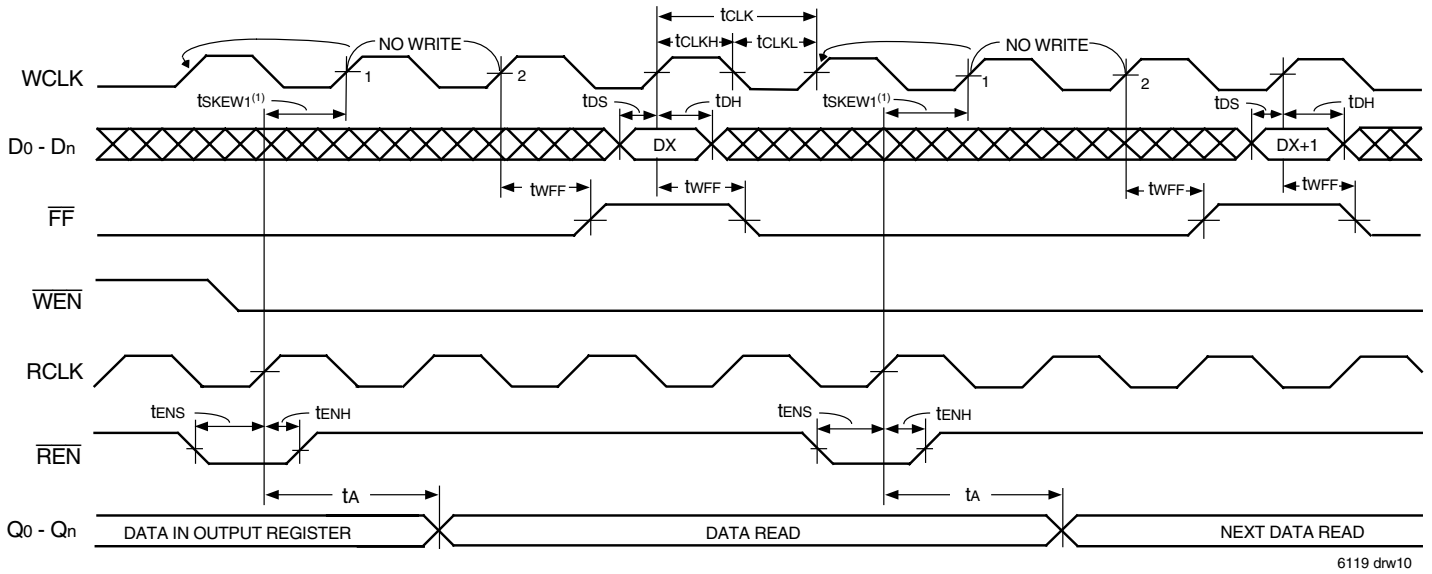 tCLK
NO WRITE tCLKH tCLKL NO WRITE
WCLK 1 2 1 2
tSKEW1(1) tDS tDH tSKEW1(1) tDS tDH
D0 - Dn DX DX+1
tWFF tWFF tWFF tWFF
FF
WEN
RCLK
tENS tENH tENS tENH
REN
tA tA
Q0 - Qn DATA IN OUTPUT REGISTER DATA READ NEXT DATA READ
6119 drw10